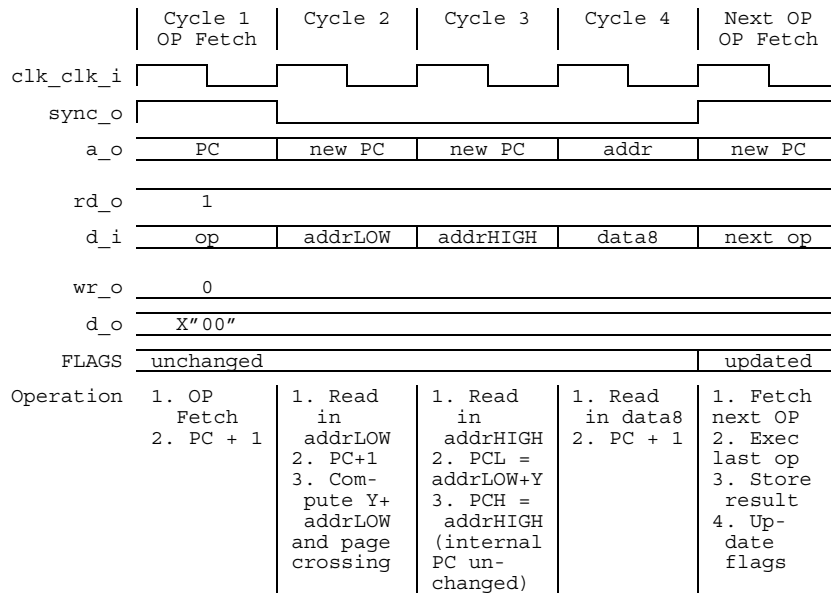 Cycle 1 Cycle 2 Cycle 3 Cycle 4 Next OP
OP Fetch OP Fetch
clk_clk_i
sync_o
a_o PC new PC new PC addr new PC
rd_o 1
d_i op addrLOW addrHIGH data8 next op
wr_o 0
d_o X"00"
FLAGS unchanged updated
Operation 1. OP 1. Read 1. Read 1. Read 1. Fetch
Fetch in in in data8 next OP
2. PC + 1 addrLOW addrHIGH 2. PC + 1 2. Exec
2. PC+1 2. PCL = last op
3. Com- addrLOW+Y 3. Store
pute Y+ 3. PCH = result
addrLOW addrHIGH 4. Up-
and page (internal date
crossing PC un- flags
changed)